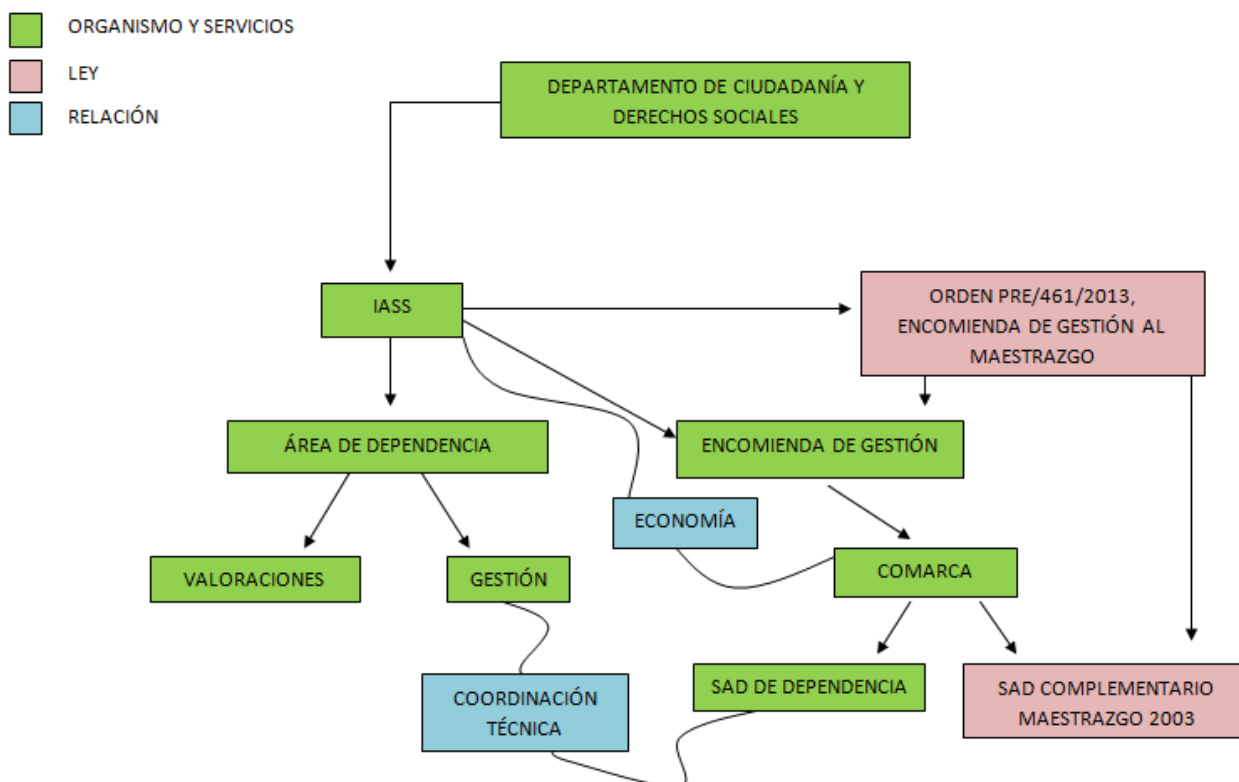 ORGANISMO Y SERVICIOS
LEY
RELACIÓN
DEPARTAMENTO DE CIUDADANÍA Y
DERECHOS SOCIALES
IASS
ORDEN PRE/461/2013,
ENCOMIENDA DE GESTIÓN AL
MAESTRAZGO
ÁREA DE DEPENDENCIA
ENCOMIENDA DE GESTIÓN
ECONOMÍA
VALORACIONES
GESTIÓN
COMARCA
COORDINACIÓN
TÉCNICA
SAD DE DEPENDENCIA
SAD COMPLEMENTARIO
MAESTRAZGO 2003